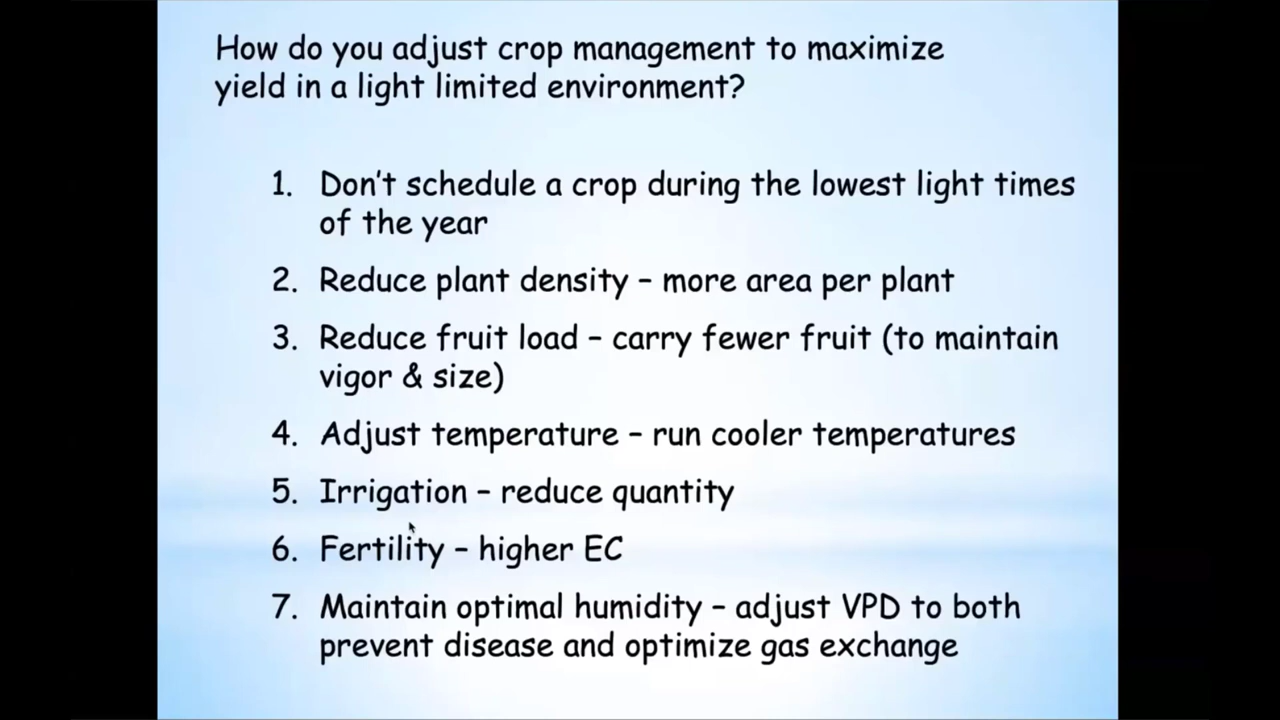 How do you adjust crop management to maximize
yield in a light limited environment?
1. Don't schedule a crop during the lowest light times
of the year
2. Reduce plant density – more area per plant
3. Reduce fruit load – carry fewer fruit (to maintain
vigor & size)
4. Adjust temperature – run cooler temperatures
5. Irrigation – reduce quantity
6. Fertility – higher EC
7. Maintain optimal humidity – adjust VPD to both
prevent disease and optimize gas exchange